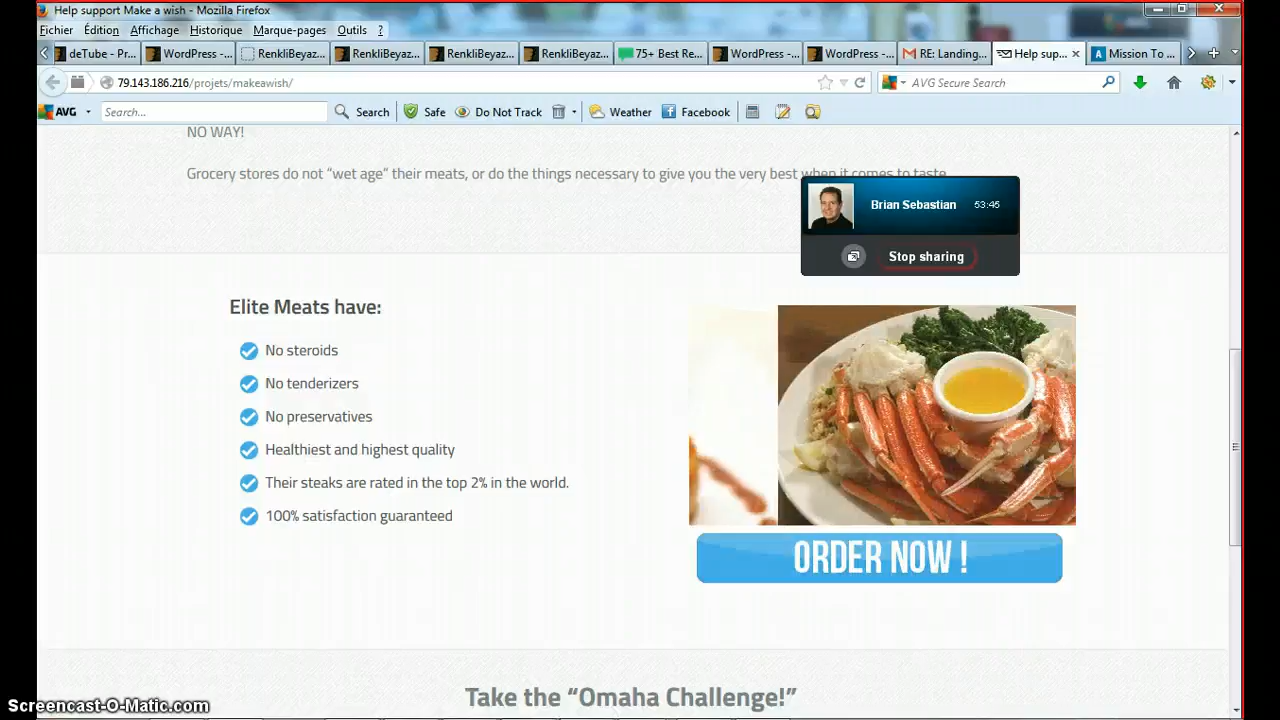 Help support Make a wish - Mozilla Firefox
Fichier Édition Affichage Historique Marque-pages Outils ?
deTube - Pr... WordPress -... RenkliBeyaz... RenkliBeyaz... RenkliBeyaz... RenkliBeyaz... 75+ Best Re... WordPress -... WordPress -... RE: Landing... Help sup... Mission To ...
79.143.186.216/projets/makeawish/ AVG Secure Search
AVG Search... Search Safe Do Not Track Weather Facebook
NO WAY!
Grocery stores do not “wet age” their meats, or do the things necessary to give you the very best when it comes to taste
Brian Sebastian 53:45
Stop sharing
Elite Meats have:
No steroids
No tenderizers
No preservatives
Healthiest and highest quality
Their steaks are rated in the top 2% in the world.
100% satisfaction guaranteed
ORDER NOW !
Take the “Omaha Challenge!”
Screencast-O-Matic.com